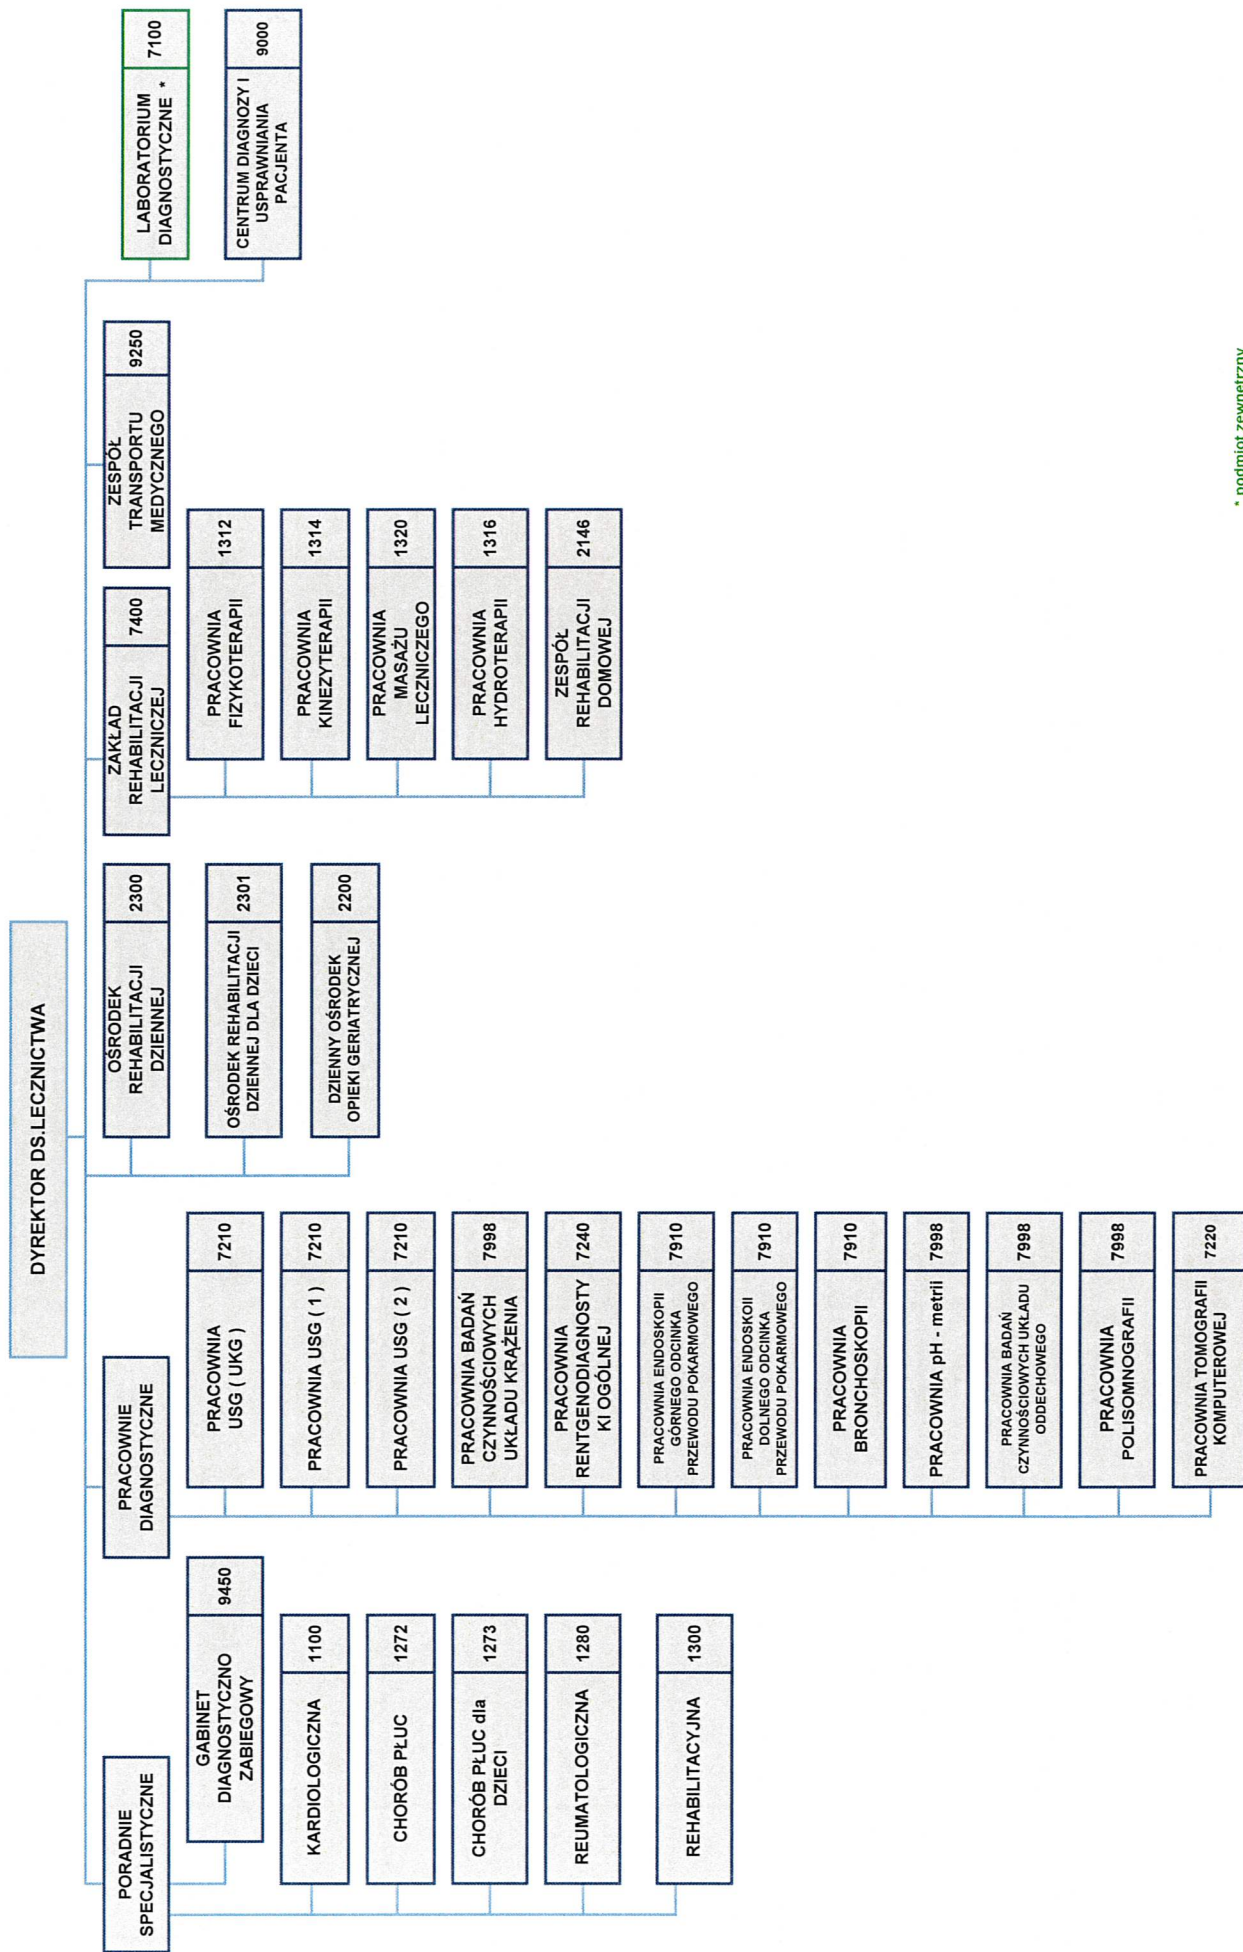 DYREKTOR DS.LECZNICTWA
PORADNIE
SPECJALISTYCZNE
GABINET
DIAGNOSTYCZNO
ZABIEGOWY
9450
KARDIOLOGICZNA
1100
CHORÓB PŁUC
1272
CHORÓB PŁUC dla
DZIECI
1273
REUMATOLOGICZNA
1280
REHABILITACYJNA
1300
PRACOWNIE
DIAGNOSTYCZNE
PRACOWNIA
USG ( UKG )
7210
PRACOWNIA USG ( 1 )
7210
PRACOWNIA USG ( 2 )
7210
PRACOWNIA BADAŃ
CZYNNOŚCIOWYCH
UKŁADU KRĄŻENIA
7998
PRACOWNIA
RENTGENODIAGNOSTY
KI OGÓLNEJ
7240
PRACOWNIA ENDOSKOPII
GÓRNEGO ODCINKA
PRZEWODU POKARMOWEGO
7910
PRACOWNIA ENDOSKOII
DOLNEGO ODCINKA
PRZEWODU POKARMOWEGO
7910
PRACOWNIA
BRONCHOSKOPII
7910
PRACOWNIA pH - metrii
7998
PRACOWNIA BADAŃ
CZYNNOŚCIOWYCH UKŁADU
ODDECHOWEGO
7998
PRACOWNIA
POLISOMNOGRAFII
7998
PRACOWNIA TOMOGRAFII
KOMPUTEROWEJ
7220
OŚRODEK
REHABILITACJI
DZIENNEJ
2300
OŚRODEK REHABILITACJI
DZIENNEJ DLA DZIECI
2301
DZIENNY OŚRODEK
OPIEKI GERIATRYCZNEJ
2200
ZAKŁAD
REHABILITACJI
LECZNICZEJ
7400
PRACOWNIA
FIZYKOTERAPII
1312
PRACOWNIA
KINEZYTERAPII
1314
PRACOWNIA
MASAŻU
LECZNICZEGO
1320
PRACOWNIA
HYDROTERAPII
1316
ZESPÓŁ
REHABILITACJI
DOMOWEJ
2146
ZESPÓŁ
TRANSPORTU
MEDYCZNEGO
9250
LABORATORIUM
DIAGNOSTYCZNE *
7100
CENTRUM DIAGNOZY I
USPRAWNIANIA
PACJENTA
9000
* podmiot zewnętrzny